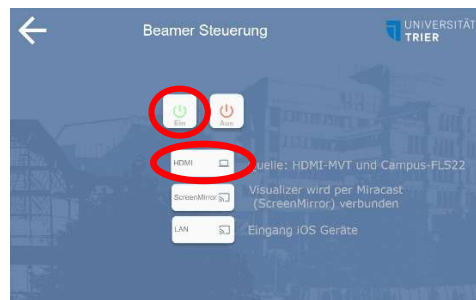 Beamer Steuerung
UNIVERSITÄT
TRIER
Ein
Aus
HDMI
Quelle: HDMI-MVT und Campus-FLS22
ScreenMirror
Visualizer wird per Miracast
(ScreenMirror) verbunden
LAN
Eingang iOS Geräte